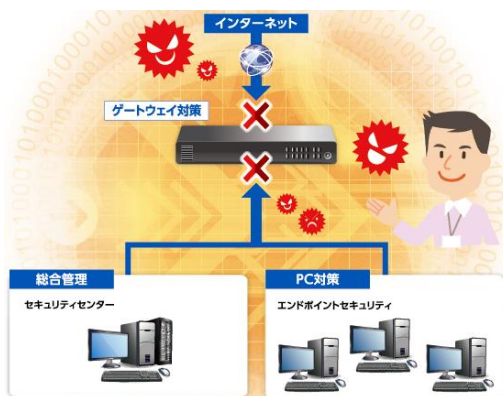 インターネット
ゲートウェイ対策
総合管理
セキュリティセンター
PC対策
エンドポイントセキュリティ